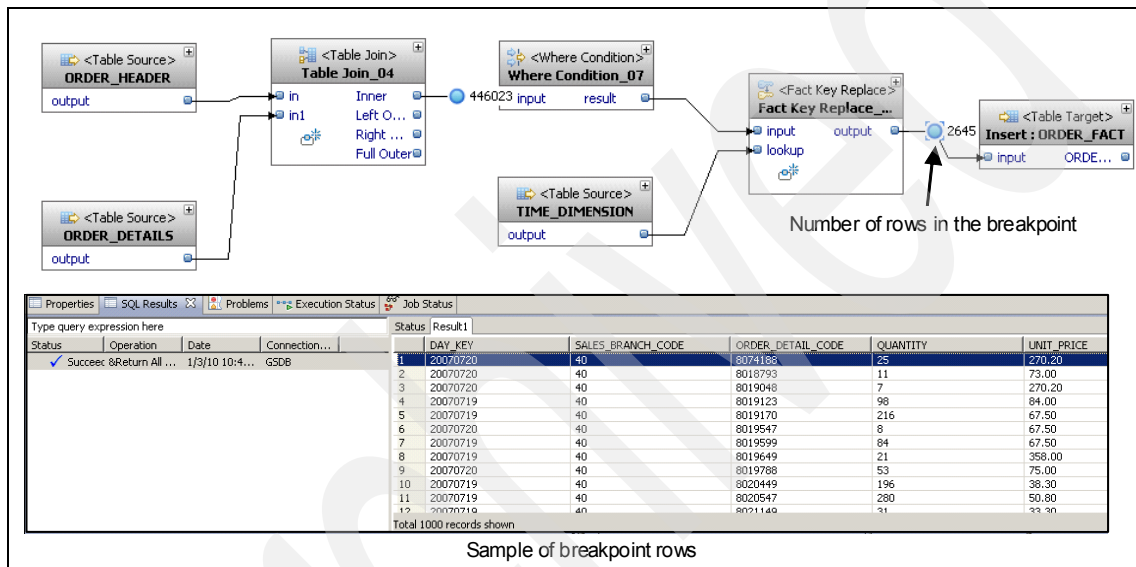 <Table Source>
ORDER_HEADER
output
<Table Join>
Table Join_04
in Inner
in1 Left O...
Right ...
Full Outer
446023
<Where Condition>
Where Condition_07
input result
<Fact Key Replace>
Fact Key Replace_...
input output
lookup
2645
<Table Target>
Insert : ORDER_FACT
input ORDE...
<Table Source>
ORDER_DETAILS
output
<Table Source>
TIME_DIMENSION
output
Number of rows in the breakpoint
Properties SQL Results Problems Execution Status Job Status
Type query expression here
Status Operation Date Connection...
Succeec &Return All ... 1/3/10 10:4... GSDB
Status Result1
DAY_KEY SALES_BRANCH_CODE ORDER_DETAIL_CODE QUANTITY UNIT_PRICE
1 20070720 40 8074188 25 270.20
2 20070720 40 8018793 11 73.00
3 20070720 40 8019048 7 270.20
4 20070719 40 8019123 98 84.00
5 20070719 40 8019170 216 67.50
6 20070720 40 8019547 8 67.50
7 20070719 40 8019599 84 67.50
8 20070719 40 8019649 21 358.00
9 20070720 40 8019788 53 75.00
10 20070719 40 8020449 196 38.30
11 20070719 40 8020547 280 50.80
12 20070719 40 8021149 31 33.30
Total 1000 records shown
Sample of breakpoint rows